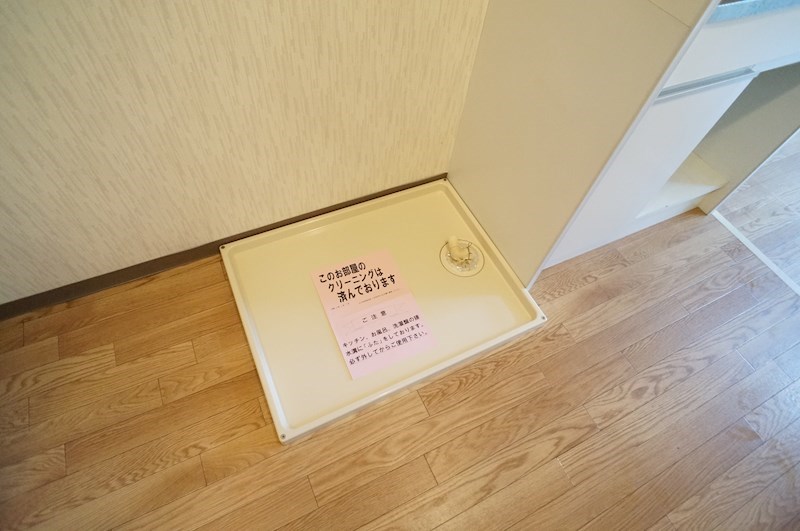 このお部屋の
クリーニングは
済んでおります
ご注意
キッチン、お風呂、洗濯盤の排
水溝に「ふた」をしております。
必ず外してからご使用下さい。